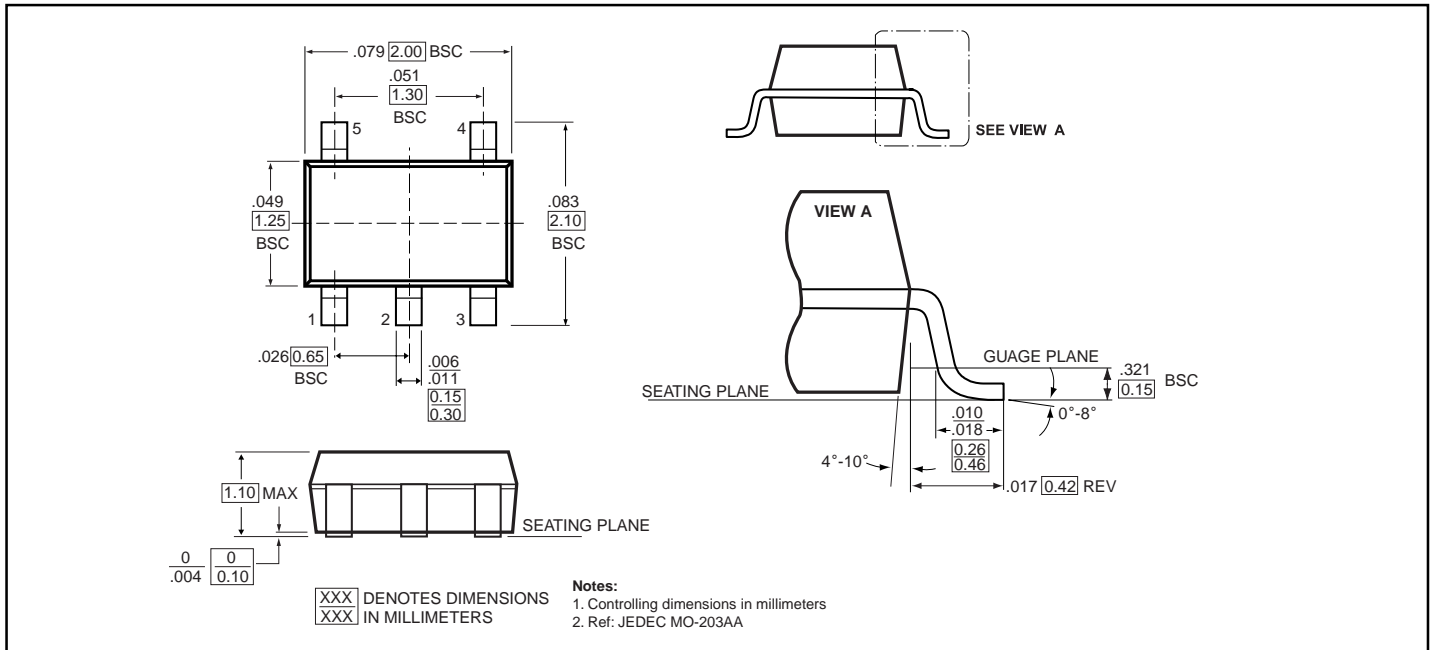 .079 2.00 BSC
.051
1.30
BSC
5
4
.049
1.25
BSC
.083
2.10
BSC
1
2
3
.026 0.65
BSC
.006
.011
0.15
0.30
SEE VIEW A
VIEW A
GUAGE PLANE
SEATING PLANE
.321
0.15
BSC
0°-8°
.010
.018
0.26
0.46
4°-10°
.017 0.42 REV
1.10 MAX
SEATING PLANE
0
.004
0
0.10
XXX DENOTES DIMENSIONS
XXX IN MILLIMETERS
Notes:
1. Controlling dimensions in millimeters
2. Ref: JEDEC MO-203AA